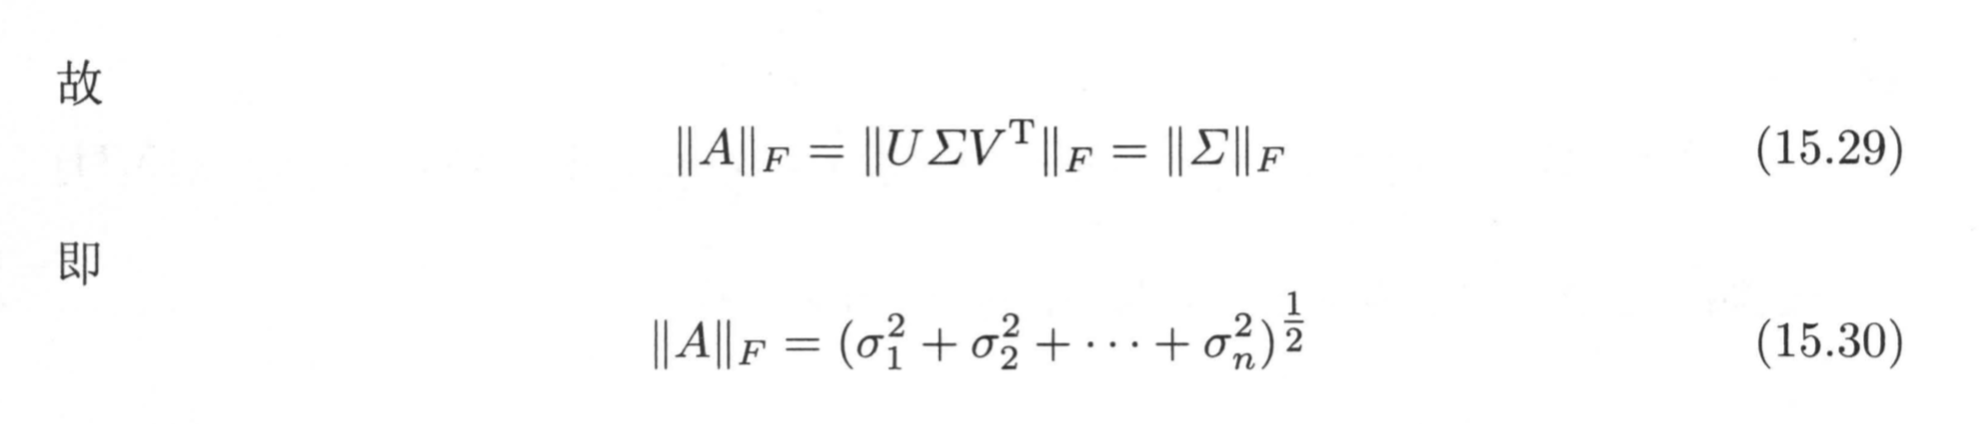 故
‖A‖_F = ‖UΣV^T‖_F = ‖Σ‖_F (15.29)
即
‖A‖_F = (σ_1^2 + σ_2^2 + ··· + σ_n^2)^{1/2} (15.30)